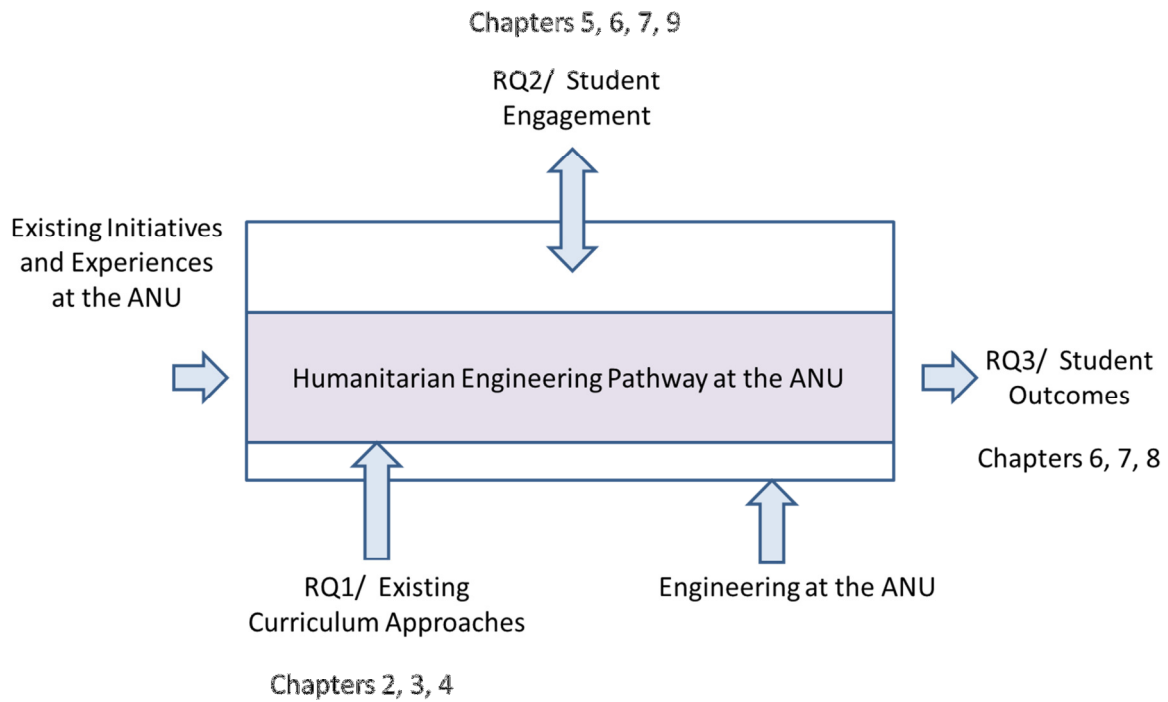 Chapters 5, 6, 7, 9
RQ2/ Student
Engagement
Existing Initiatives
and Experiences
at the ANU
Humanitarian Engineering Pathway at the ANU
RQ3/ Student
Outcomes
Chapters 6, 7, 8
RQ1/ Existing
Curriculum Approaches
Engineering at the ANU
Chapters 2, 3, 4